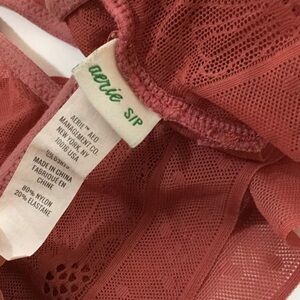 aerie S/P
AERIE™ AEO
MANAGEMENT CO.
NEW YORK, NY
10018 USA
MADE IN CHINA
FABRIQUÉ EN
CHINE
80% NYLON
20% ELASTANE